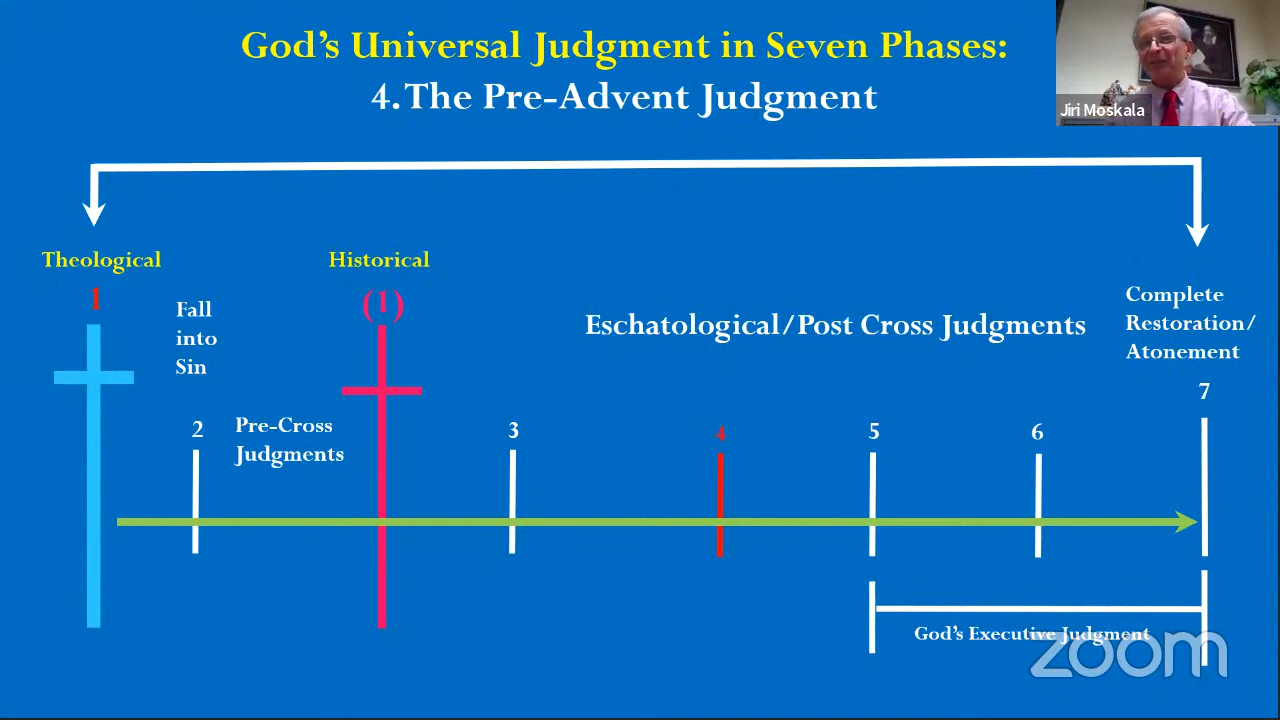 God's Universal Judgment in Seven Phases:
4. The Pre-Advent Judgment
Jiri Moskala
Theological
1
Fall
into
Sin
Historical
(1)
Eschatological/Post Cross Judgments
Complete
Restoration/
Atonement
7
2
Pre-Cross
Judgments
3
4
5
6
God's Executive Judgment
zoom